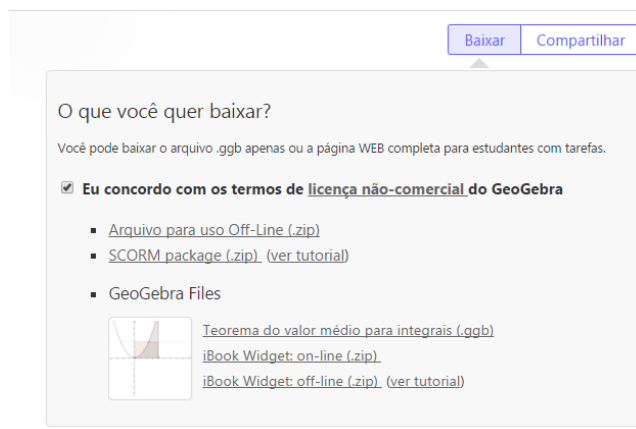 Baixar Compartilhar
O que você quer baixar?
Você pode baixar o arquivo .ggb apenas ou a página WEB completa para estudantes com tarefas.
Eu concordo com os termos de licença não-comercial do GeoGebra
Arquivo para uso Off-Line (.zip)
SCORM package (.zip) (ver tutorial)
GeoGebra Files
Teorema do valor médio para integrais (.ggb)
iBook Widget: on-line (.zip)
iBook Widget: off-line (.zip) (ver tutorial)